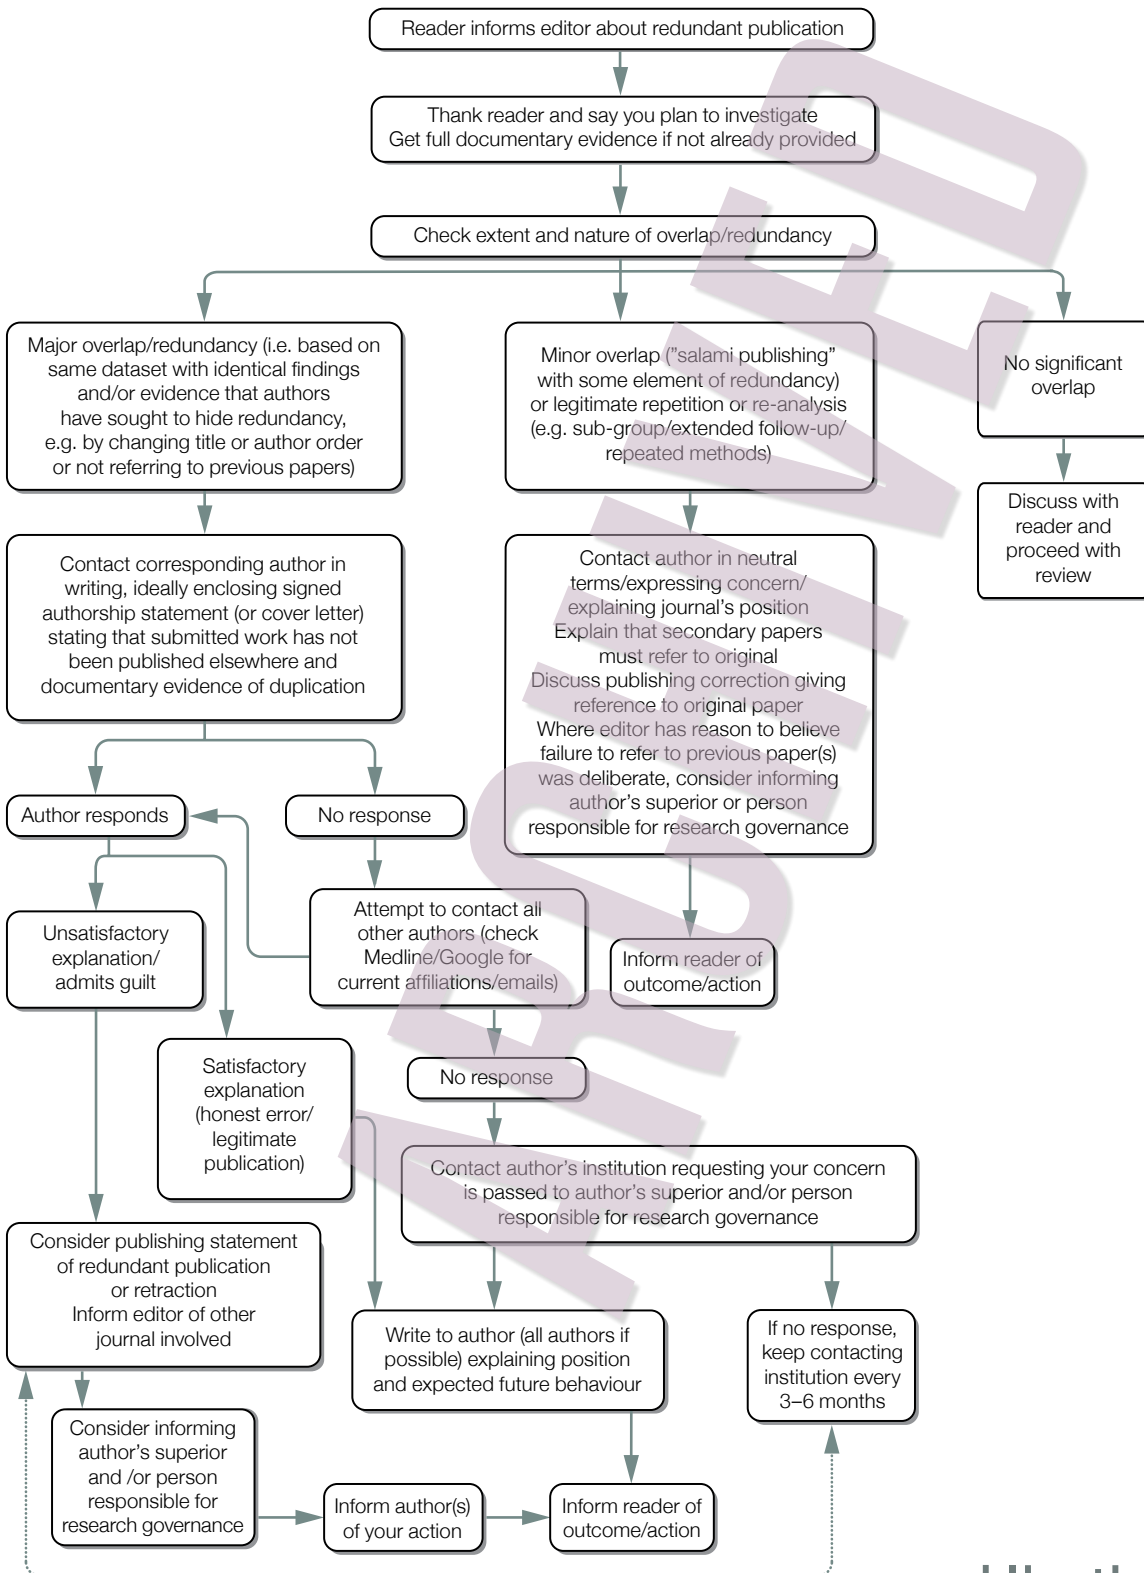 Reader informs editor about redundant publication
Thank reader and say you plan to investigate
Get full documentary evidence if not already provided
Check extent and nature of overlap/redundancy
Major overlap/redundancy (i.e. based on
same dataset with identical findings
and/or evidence that authors
have sought to hide redundancy,
e.g. by changing title or author order
or not referring to previous papers)
Minor overlap ("salami publishing”
with some element of redundancy)
or legitimate repetition or re-analysis
(e.g. sub-group/extended follow-up/
repeated methods)
No significant
overlap
Discuss with
reader and
proceed with
review
Contact corresponding author in
writing, ideally enclosing signed
authorship statement (or cover letter)
stating that submitted work has not
been published elsewhere and
documentary evidence of duplication
Contact author in neutral
terms/expressing concern/
explaining journal’s position
Explain that secondary papers
must refer to original
Discuss publishing correction giving
reference to original paper
Where editor has reason to believe
failure to refer to previous paper(s)
was deliberate, consider informing
author’s superior or person
responsible for research governance
Author responds
No response
Unsatisfactory
explanation/
admits guilt
Attempt to contact all
other authors (check
Medline/Google for
current affiliations/emails)
Inform reader of
outcome/action
Satisfactory
explanation
(honest error/
legitimate
publication)
No response
Contact author’s institution requesting your concern
is passed to author’s superior and/or person
responsible for research governance
Consider publishing statement
of redundant publication
or retraction
Inform editor of other
journal involved
Write to author (all authors if
possible) explaining position
and expected future behaviour
If no response,
keep contacting
institution every
3–6 months
Consider informing
author’s superior
and /or person
responsible for
research governance
Inform author(s)
of your action
Inform reader of
outcome/action
ARCHIVED